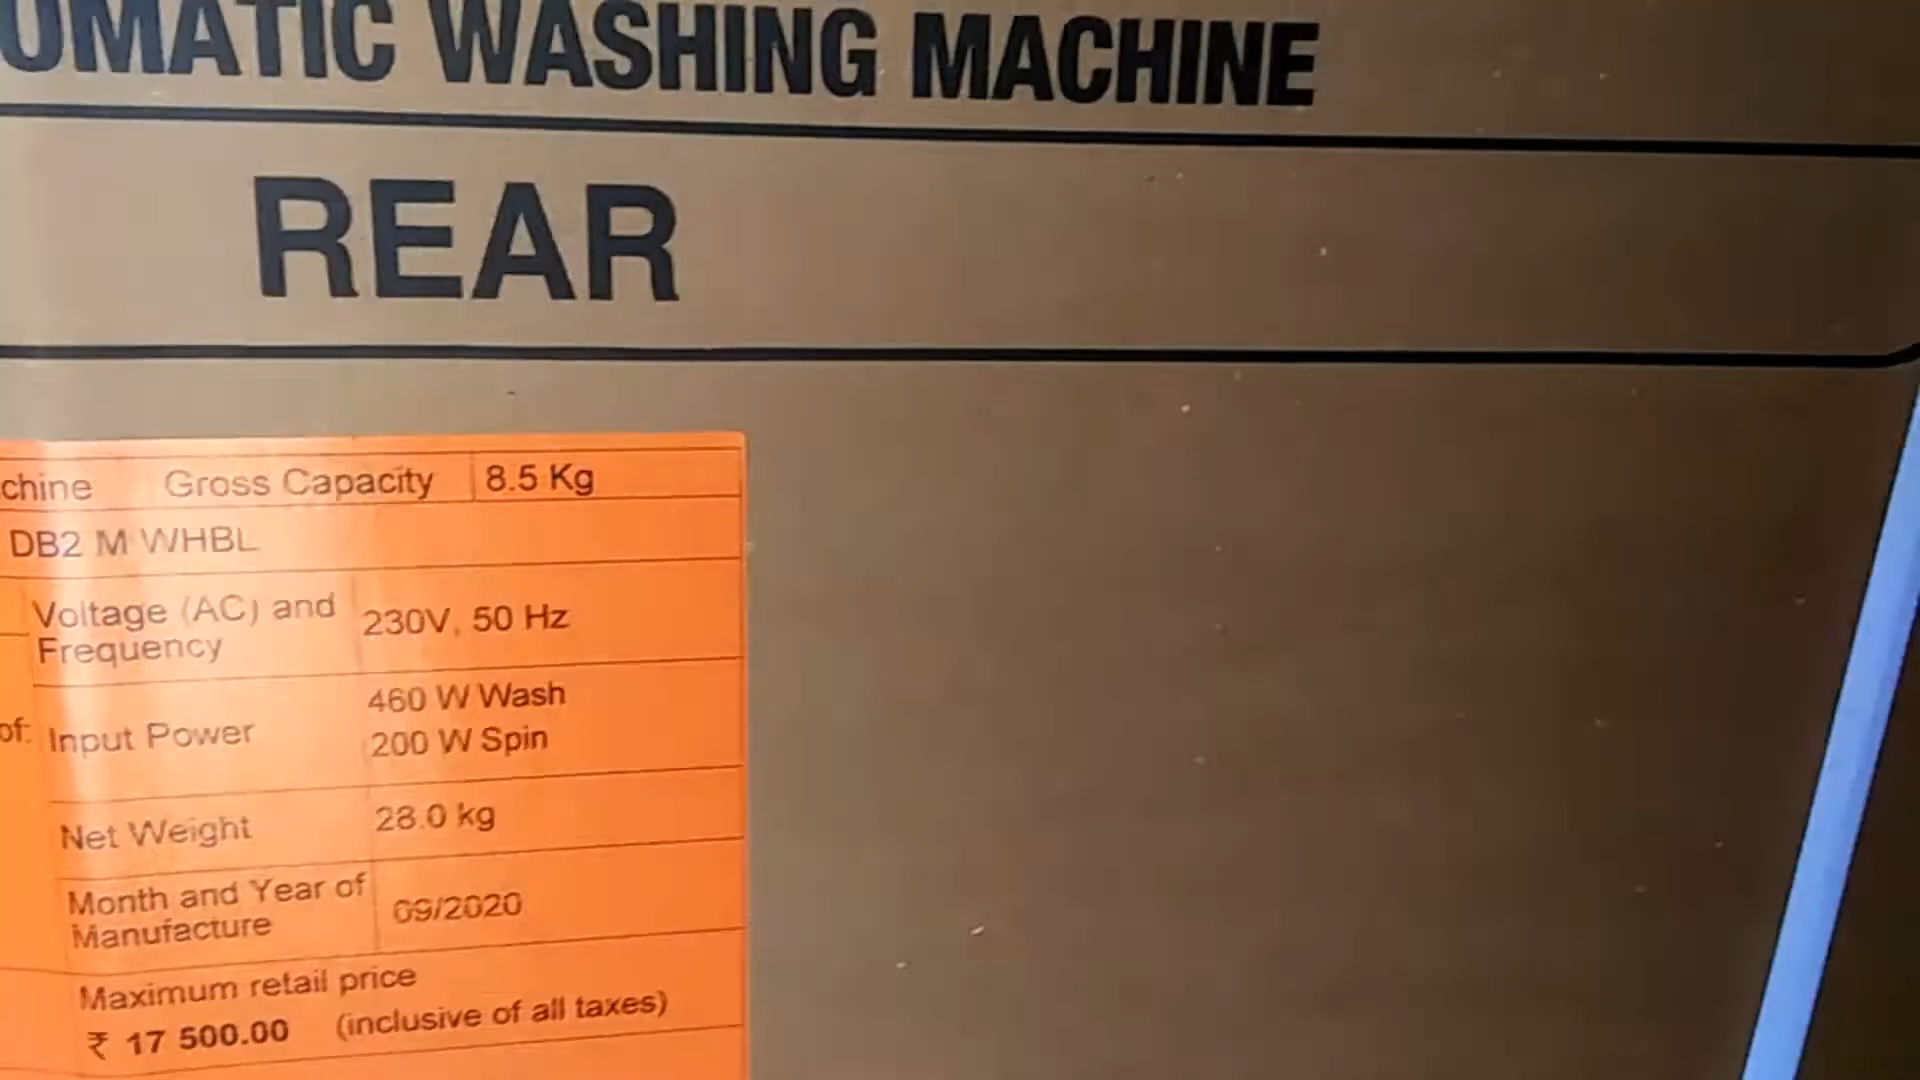 UMATIC WASHING MACHINE
REAR
chine Gross Capacity 8.5 Kg
DB2 M WHBL
Voltage (AC) and Frequency 230V, 50 Hz
of: Input Power 460 W Wash
200 W Spin
Net Weight 28.0 kg
Month and Year of Manufacture 09/2020
Maximum retail price
₹ 17 500.00 (inclusive of all taxes)